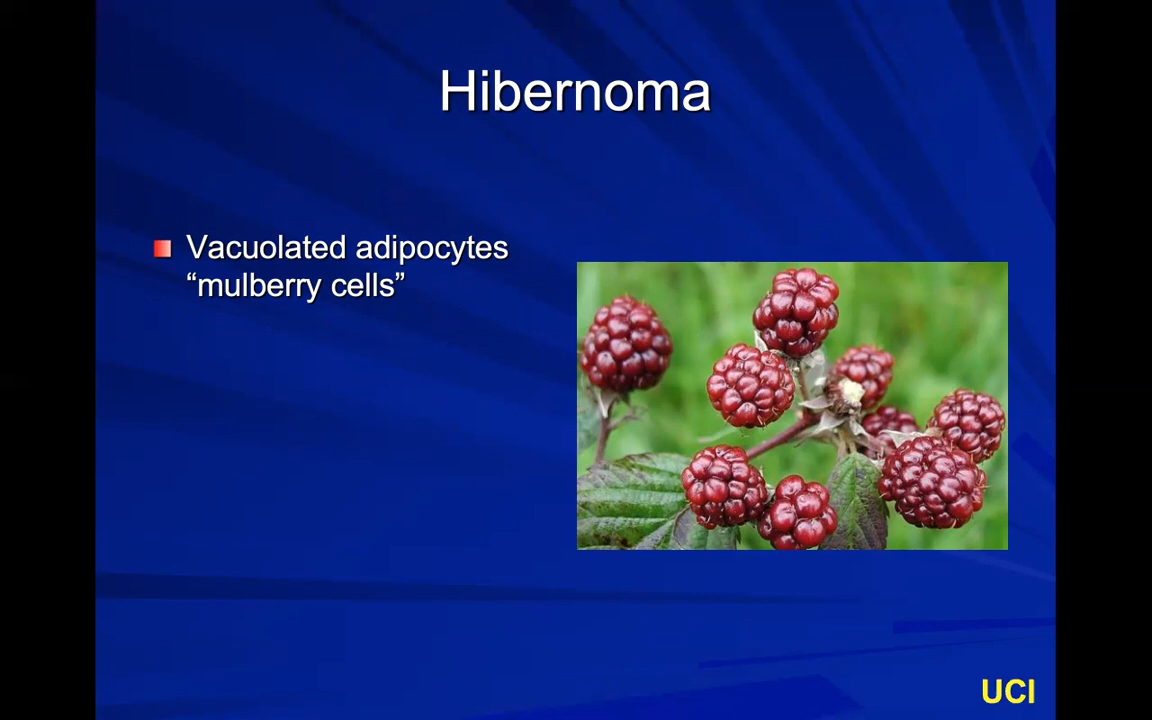 Hibernoma
Vacuolated adipocytes
“mulberry cells”
UCI